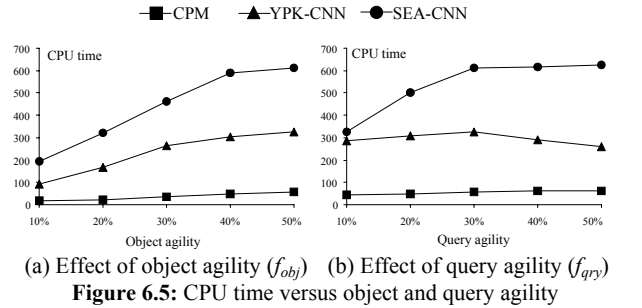 CPM YPK-CNN SEA-CNN
CPU time
700
600
500
400
300
200
100
0
10% 20% 30% 40% 50%
Object agility
CPU time
700
600
500
400
300
200
100
0
10% 20% 30% 40% 50%
Query agility
(a) Effect of object agility (fobj) (b) Effect of query agility (fqry)
Figure 6.5: CPU time versus object and query agility